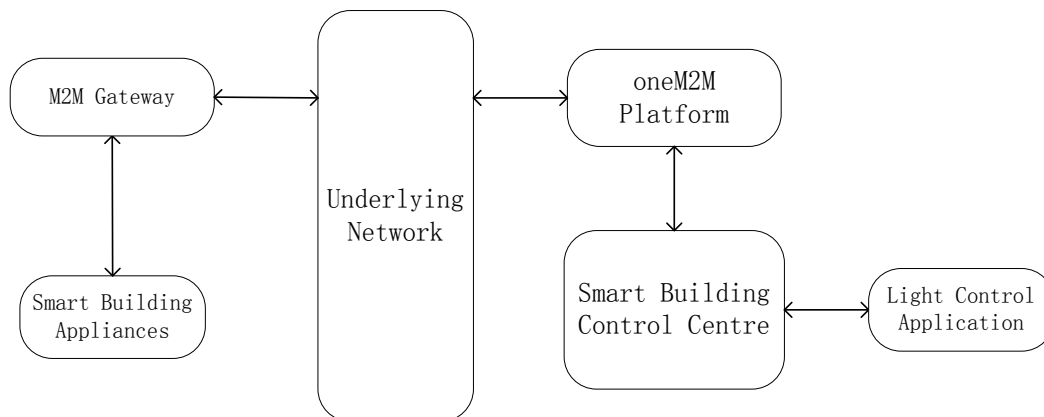 M2M Gateway
Smart Building
Appliances
Underlying
Network
oneM2M
Platform
Smart Building
Control Centre
Light Control
Application